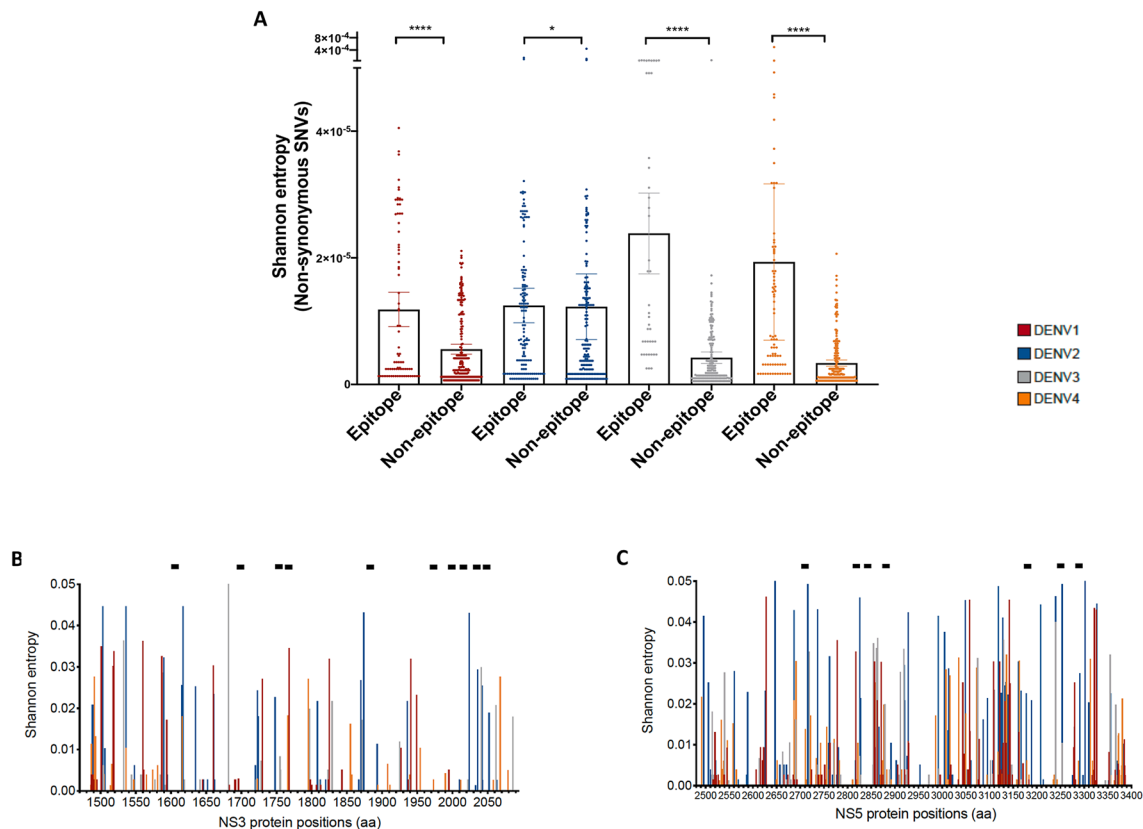 A
**** * **** ****
8×10⁻⁴
4×10⁻⁴
4×10⁻⁵
2×10⁻⁵
0
Shannon entropy
(Non-synonymous SNVs)
Epitope Non-epitope Epitope Non-epitope Epitope Non-epitope Epitope Non-epitope
DENV1
DENV2
DENV3
DENV4
B
0.05
0.04
0.03
0.02
0.01
0.00
Shannon entropy
1500 1550 1600 1650 1700 1750 1800 1850 1900 1950 2000 2050
NS3 protein positions (aa)
C
0.05
0.04
0.03
0.02
0.01
0.00
Shannon entropy
2500 2550 2600 2650 2700 2750 2800 2850 2900 2950 3000 3050 3100 3150 3200 3250 3300 3350 3400
NS5 protein positions (aa)